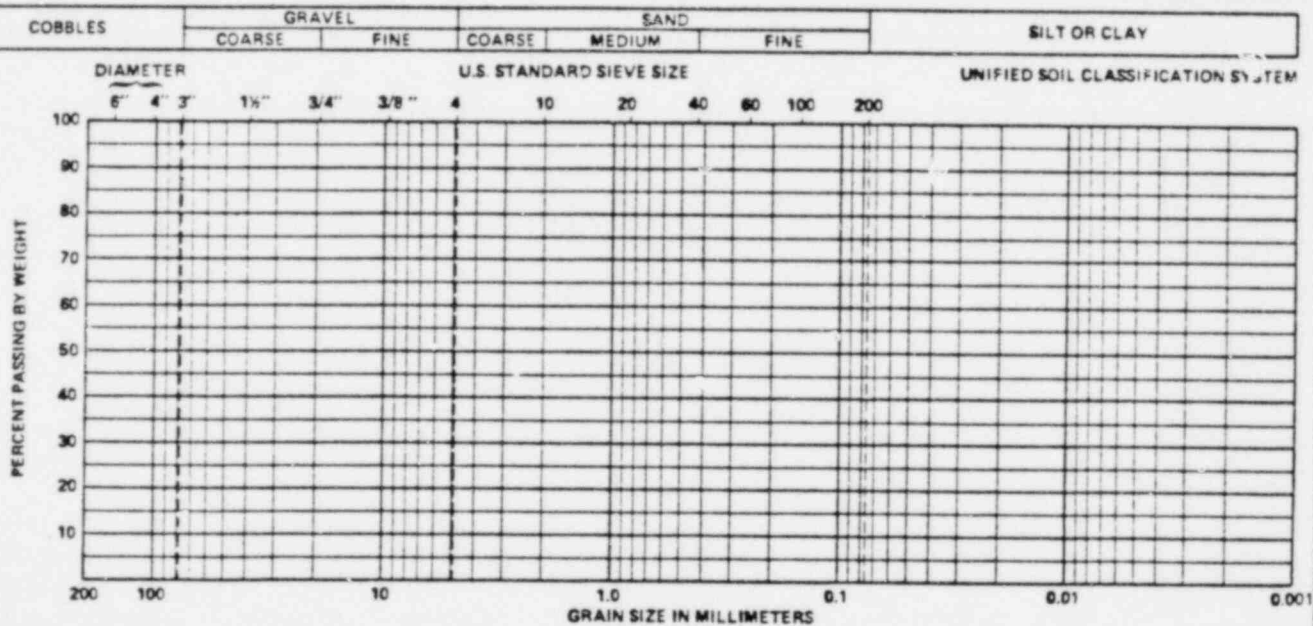 COBBLES GRAVEL SAND SILT OR CLAY
COARSE FINE COARSE MEDIUM FINE
DIAMETER U.S. STANDARD SIEVE SIZE UNIFIED SOIL CLASSIFICATION SYSTEM
6" 4" 3" 1½" 3/4" 3/8" 4 10 20 40 60 100 200
100
90
80
70
60
50
40
30
20
10
PERCENT PASSING BY WEIGHT
200 100 10 1.0 0.1 0.01 0.001
GRAIN SIZE IN MILLIMETERS